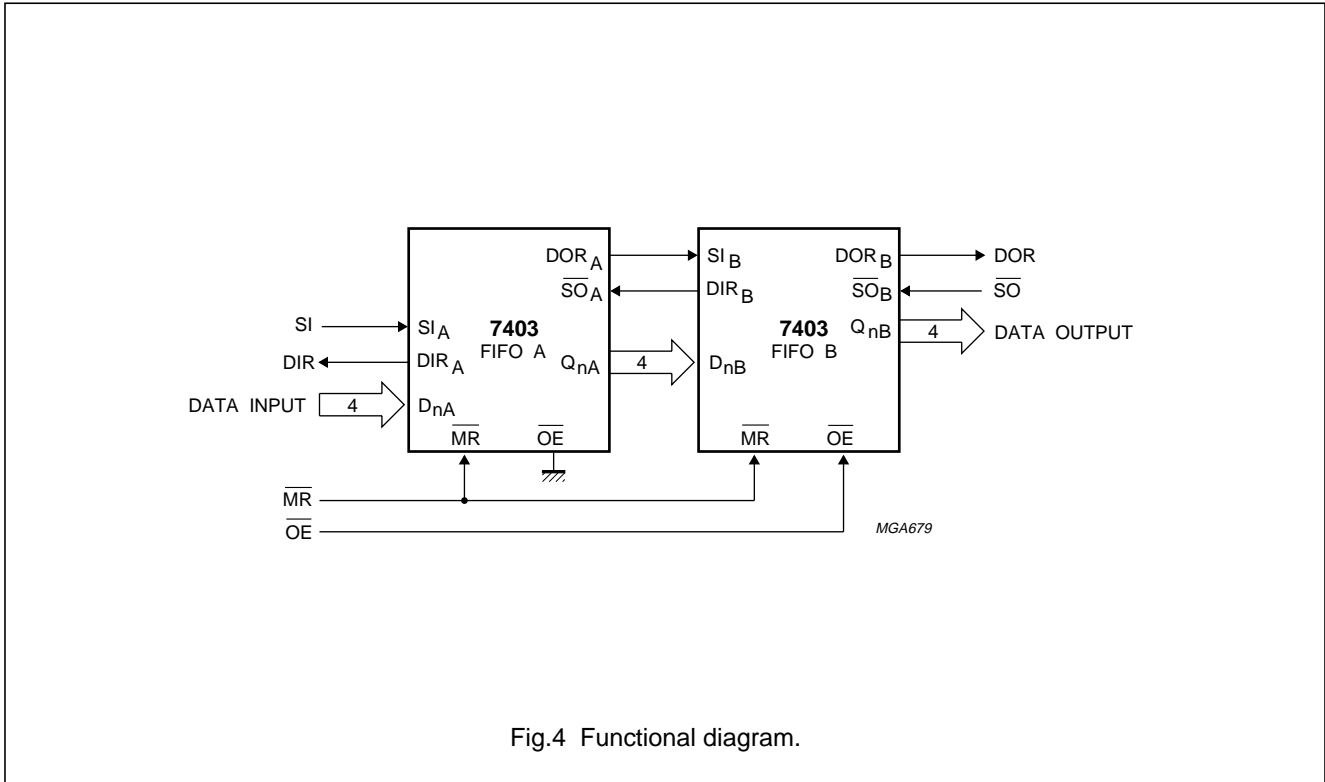 DOR A
SI B
DOR B
DOR
SO A
DIR B
SO B
SO
SI
SI A
7403
FIFO A
7403
FIFO B
Q nB
4
DATA OUTPUT
DIR
DIR A
Q nA
4
D nB
DATA INPUT
4
D nA
MR
OE
MR
OE
MR
OE
MGA679
Fig.4 Functional diagram.